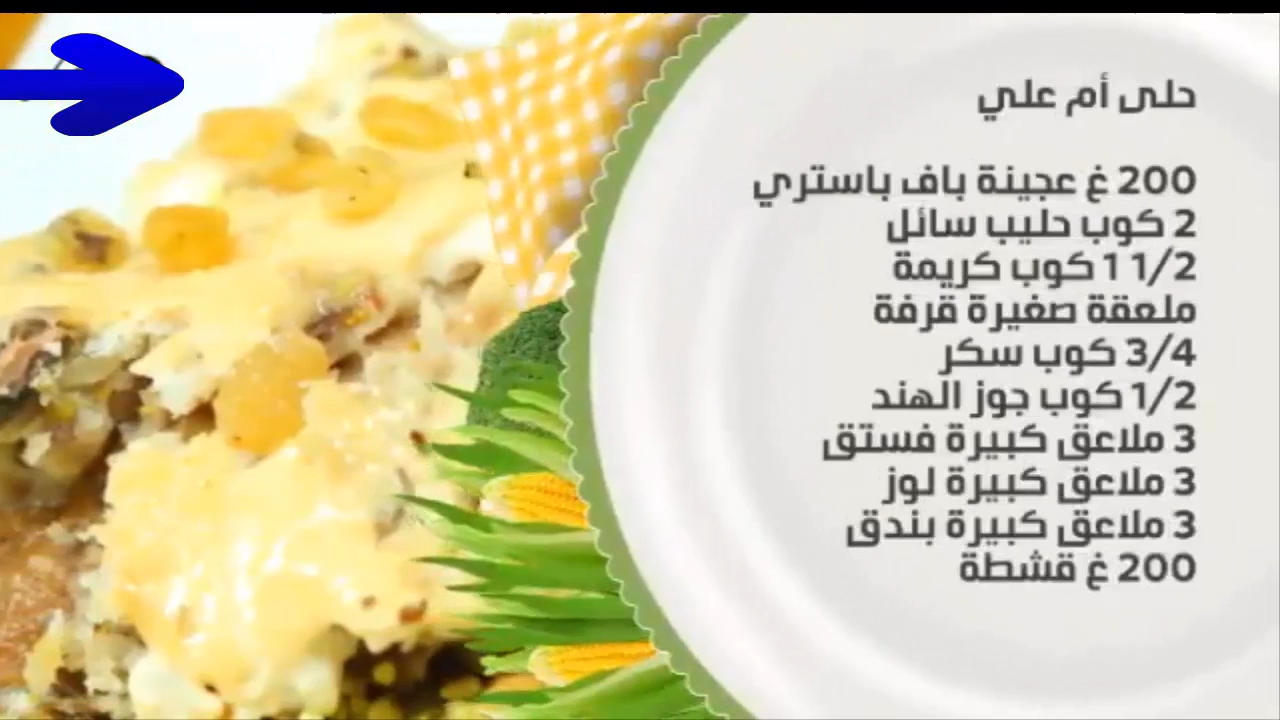 حلى أم علي
200 غ عجينة باف باستري
2 كوب حليب سائل
1 1/2 كوب كريمة
ملعقة صغيرة قرفة
3/4 كوب سكر
1/2 كوب جوز الهند
3 ملاعق كبيرة فستق
3 ملاعق كبيرة لوز
3 ملاعق كبيرة بندق
200 غ قشطة